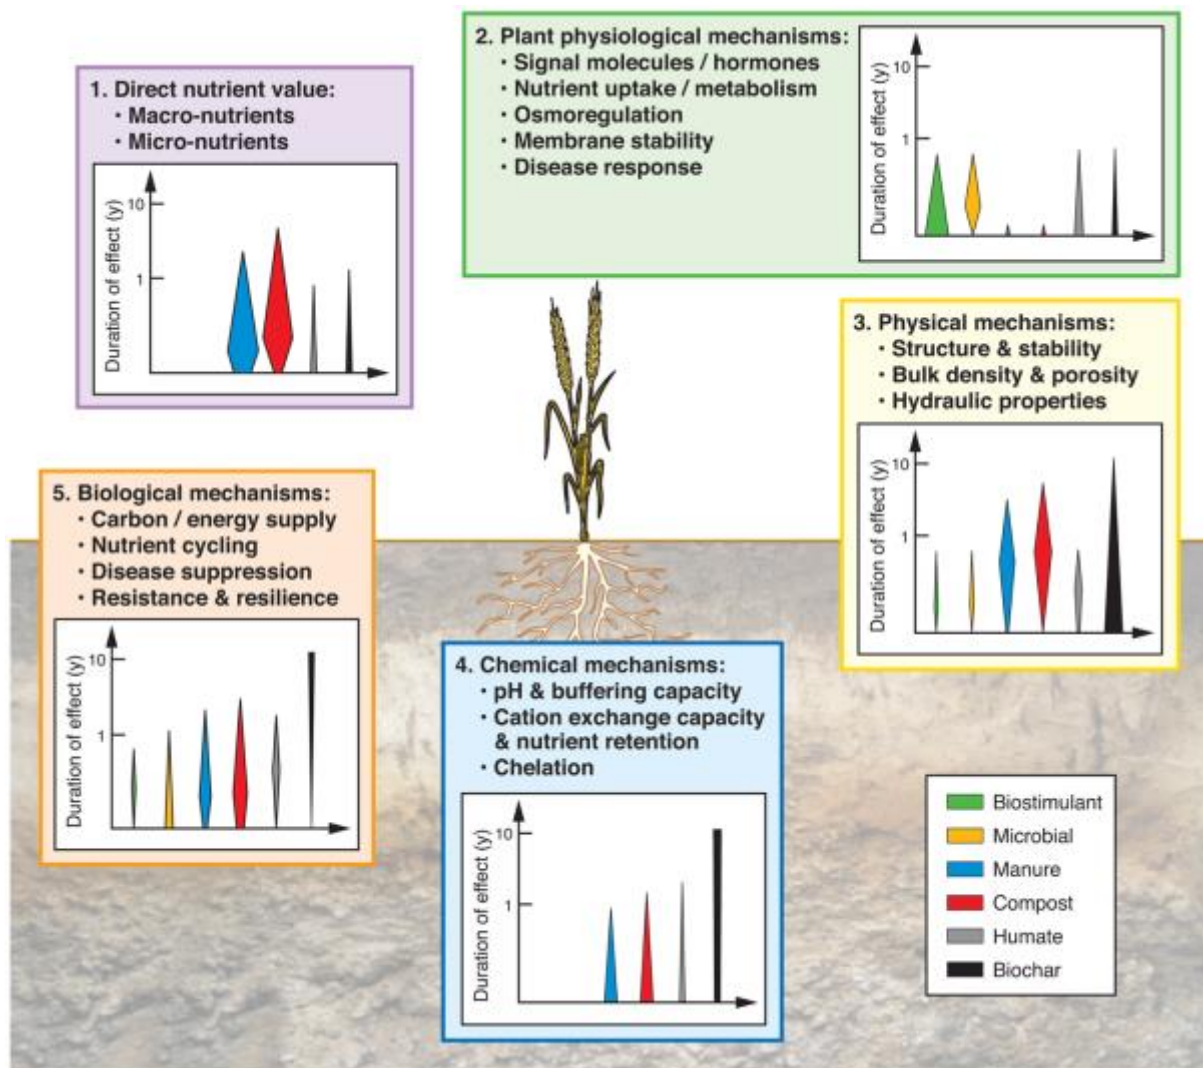 1. Direct nutrient value:
• Macro-nutrients
• Micro-nutrients
Duration of effect (y)
10
1
2. Plant physiological mechanisms:
• Signal molecules / hormones
• Nutrient uptake / metabolism
• Osmoregulation
• Membrane stability
• Disease response
Duration of effect (y)
10
1
3. Physical mechanisms:
• Structure & stability
• Bulk density & porosity
• Hydraulic properties
Duration of effect (y)
10
1
5. Biological mechanisms:
• Carbon / energy supply
• Nutrient cycling
• Disease suppression
• Resistance & resilience
Duration of effect (y)
10
1
4. Chemical mechanisms:
• pH & buffering capacity
• Cation exchange capacity
& nutrient retention
• Chelation
Duration of effect (y)
10
1
Biostimulant
Microbial
Manure
Compost
Humate
Biochar